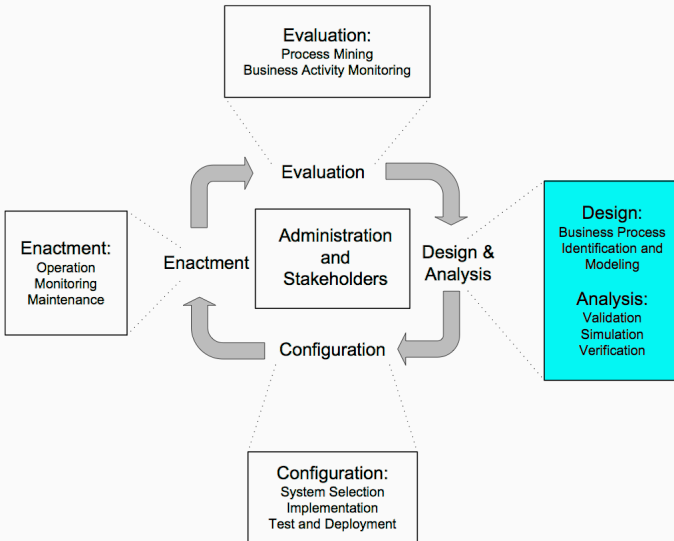 Evaluation:
Process Mining
Business Activity Monitoring
Evaluation
Enactment:
Operation
Monitoring
Maintenance
Enactment
Administration
and
Stakeholders
Design &
Analysis
Design:
Business Process
Identification and
Modeling
Analysis:
Validation
Simulation
Verification
Configuration
Configuration:
System Selection
Implementation
Test and Deployment